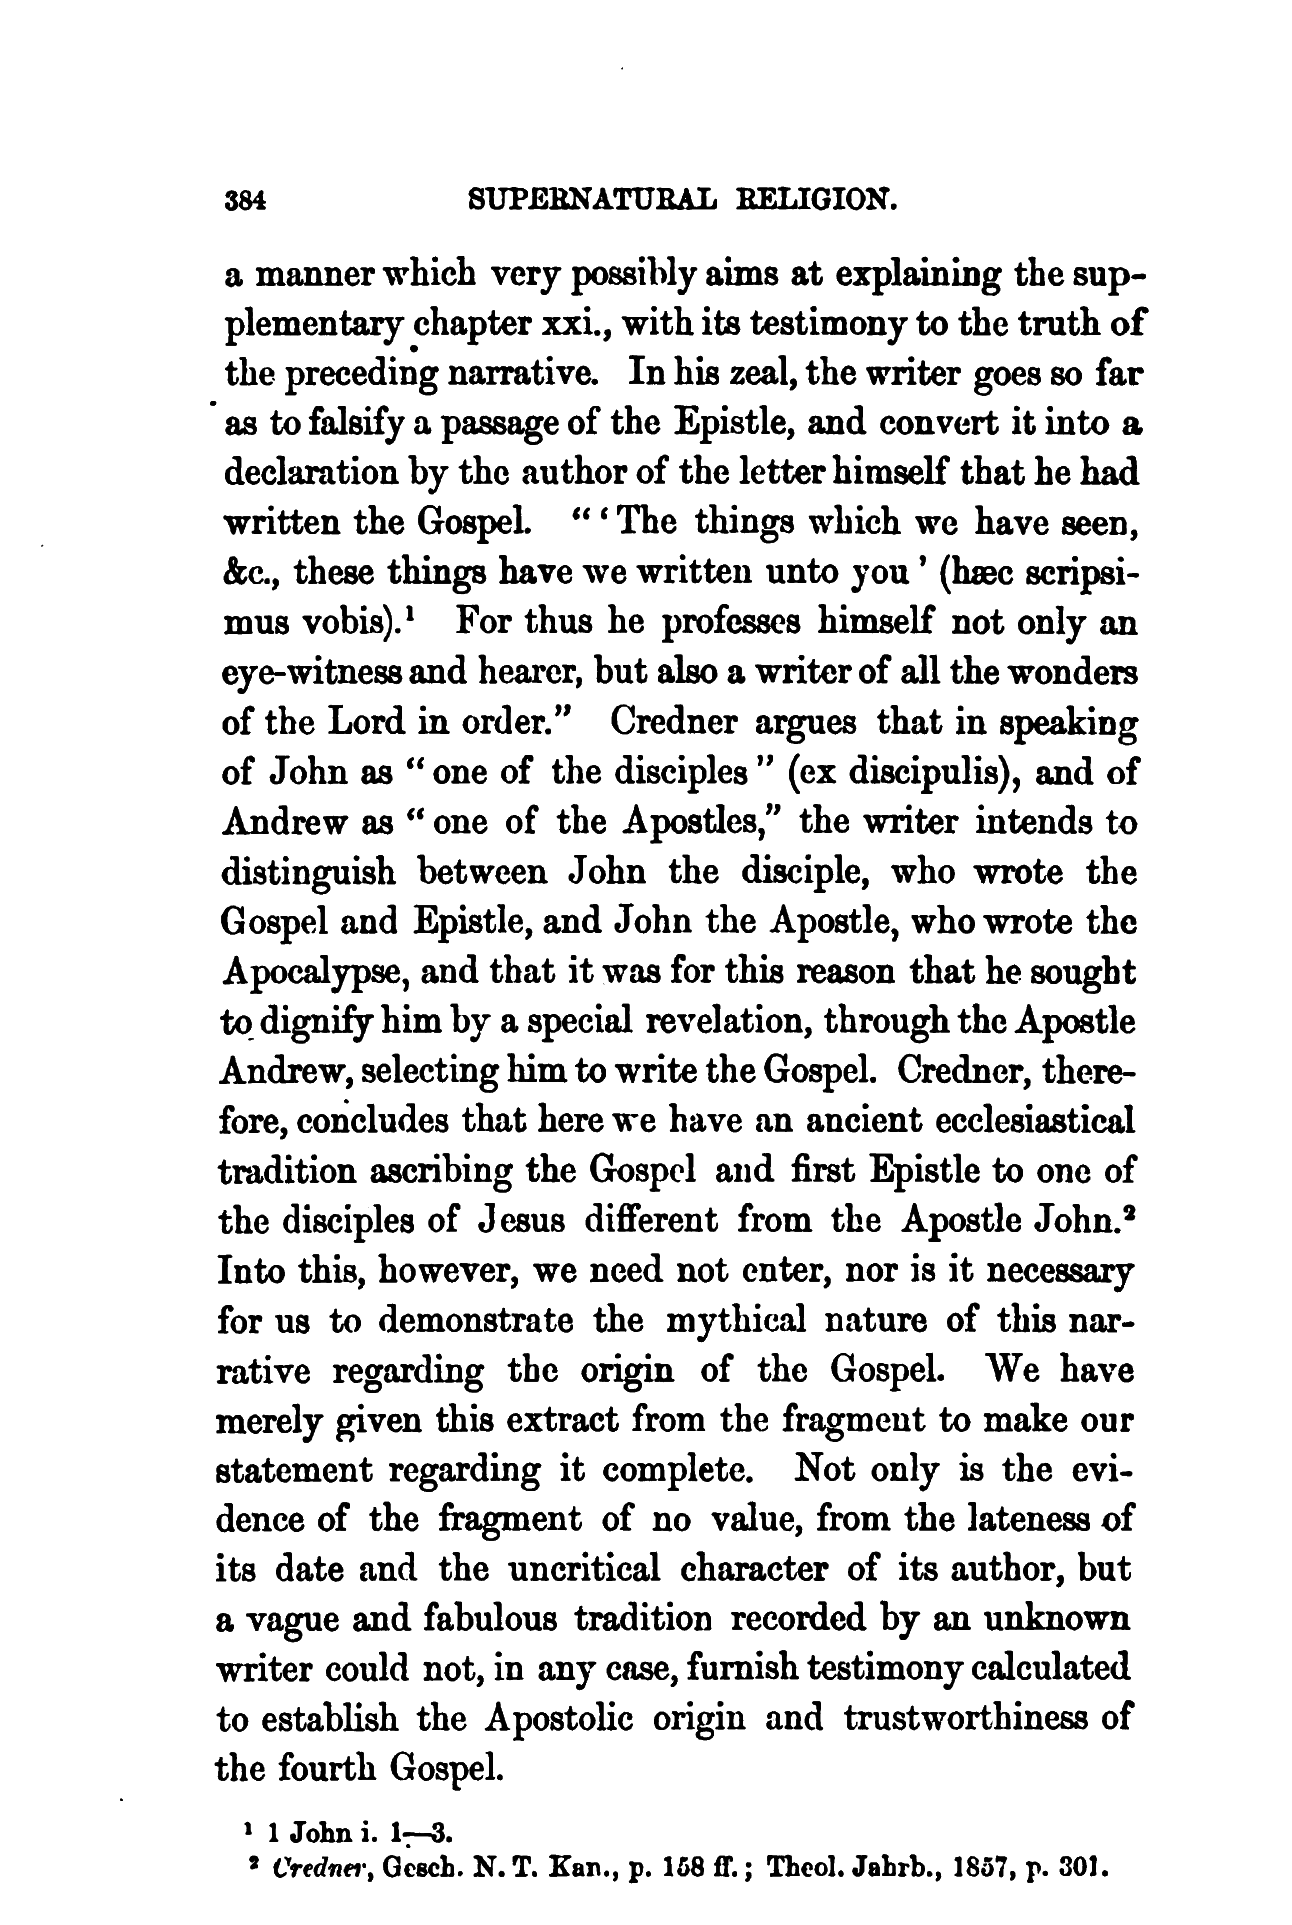 384 SUPERNATURAL RELIGION.
a manner which very possibly aims at explaining the sup-
plementary chapter xxi., with its testimony to the truth of
the preceding narrative. In his zeal, the writer goes so far
as to falsify a passage of the Epistle, and convert it into a
declaration by the author of the letter himself that he had
written the Gospel. “ ‘ The things which we have seen,
&c., these things have we written unto you ’ (hæc scripsi-
mus vobis).¹ For thus he professes himself not only an
eye-witness and hearer, but also a writer of all the wonders
of the Lord in order.” Credner argues that in speaking
of John as “ one of the disciples ” (ex discipulis), and of
Andrew as “ one of the Apostles,” the writer intends to
distinguish between John the disciple, who wrote the
Gospel and Epistle, and John the Apostle, who wrote the
Apocalypse, and that it was for this reason that he sought
to dignify him by a special revelation, through the Apostle
Andrew, selecting him to write the Gospel. Credner, there-
fore, concludes that here we have an ancient ecclesiastical
tradition ascribing the Gospel and first Epistle to one of
the disciples of Jesus different from the Apostle John.²
Into this, however, we need not enter, nor is it necessary
for us to demonstrate the mythical nature of this nar-
rative regarding the origin of the Gospel. We have
merely given this extract from the fragment to make our
statement regarding it complete. Not only is the evi-
dence of the fragment of no value, from the lateness of
its date and the uncritical character of its author, but
a vague and fabulous tradition recorded by an unknown
writer could not, in any case, furnish testimony calculated
to establish the Apostolic origin and trustworthiness of
the fourth Gospel.
¹ 1 John i. 1—3.
² Credner, Gesch. N. T. Kan., p. 158 ff. ; Theol. Jahrb., 1857, p. 301.